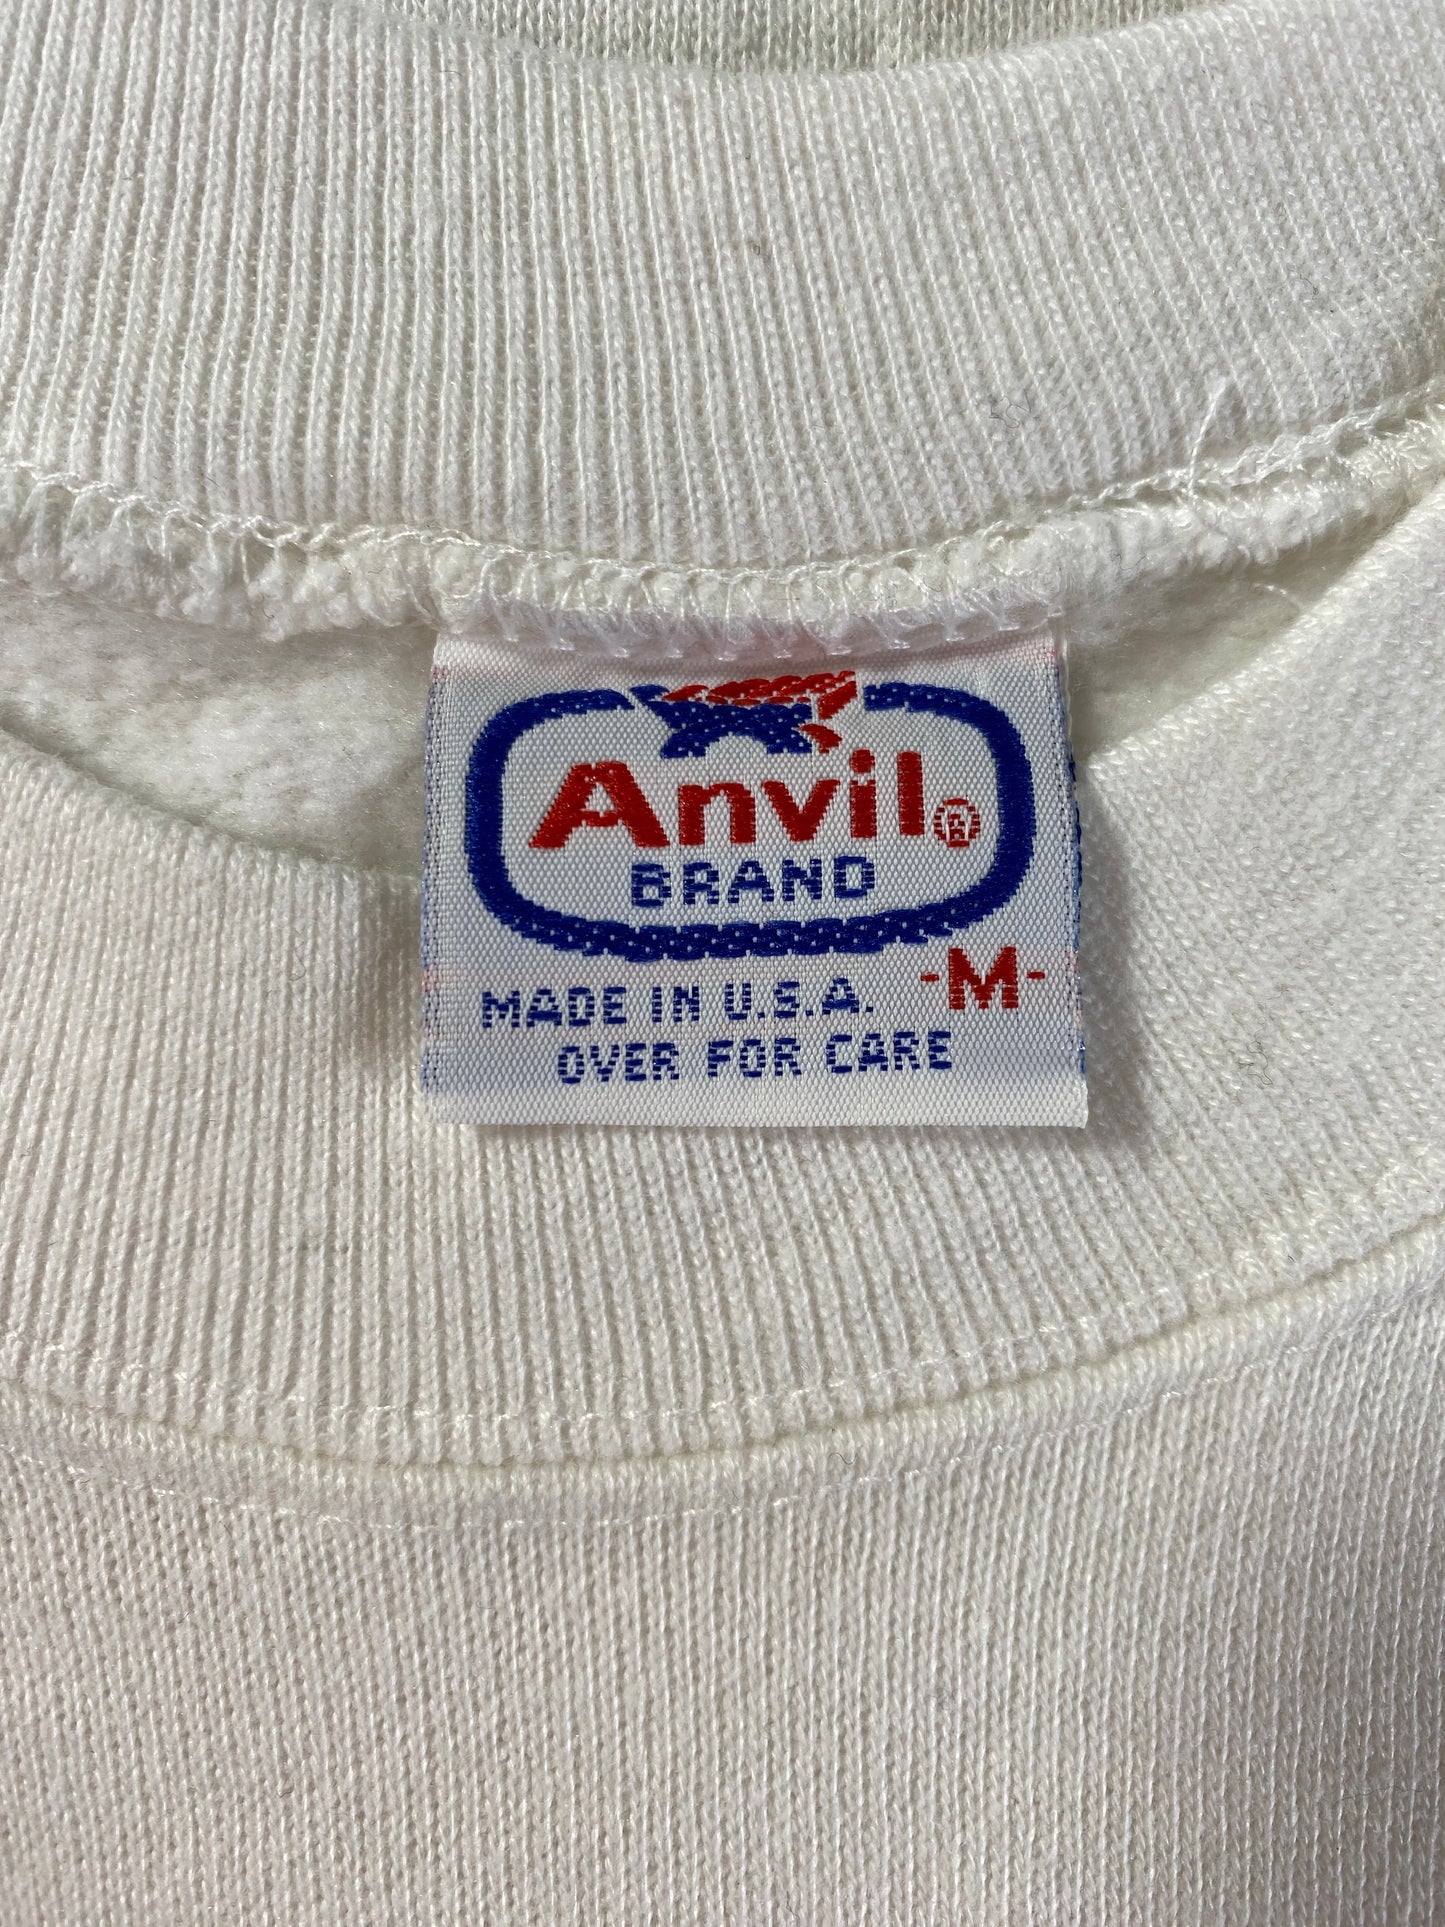 Anvil®
BRAND
-M-
MADE IN U.S.A.
OVER FOR CARE